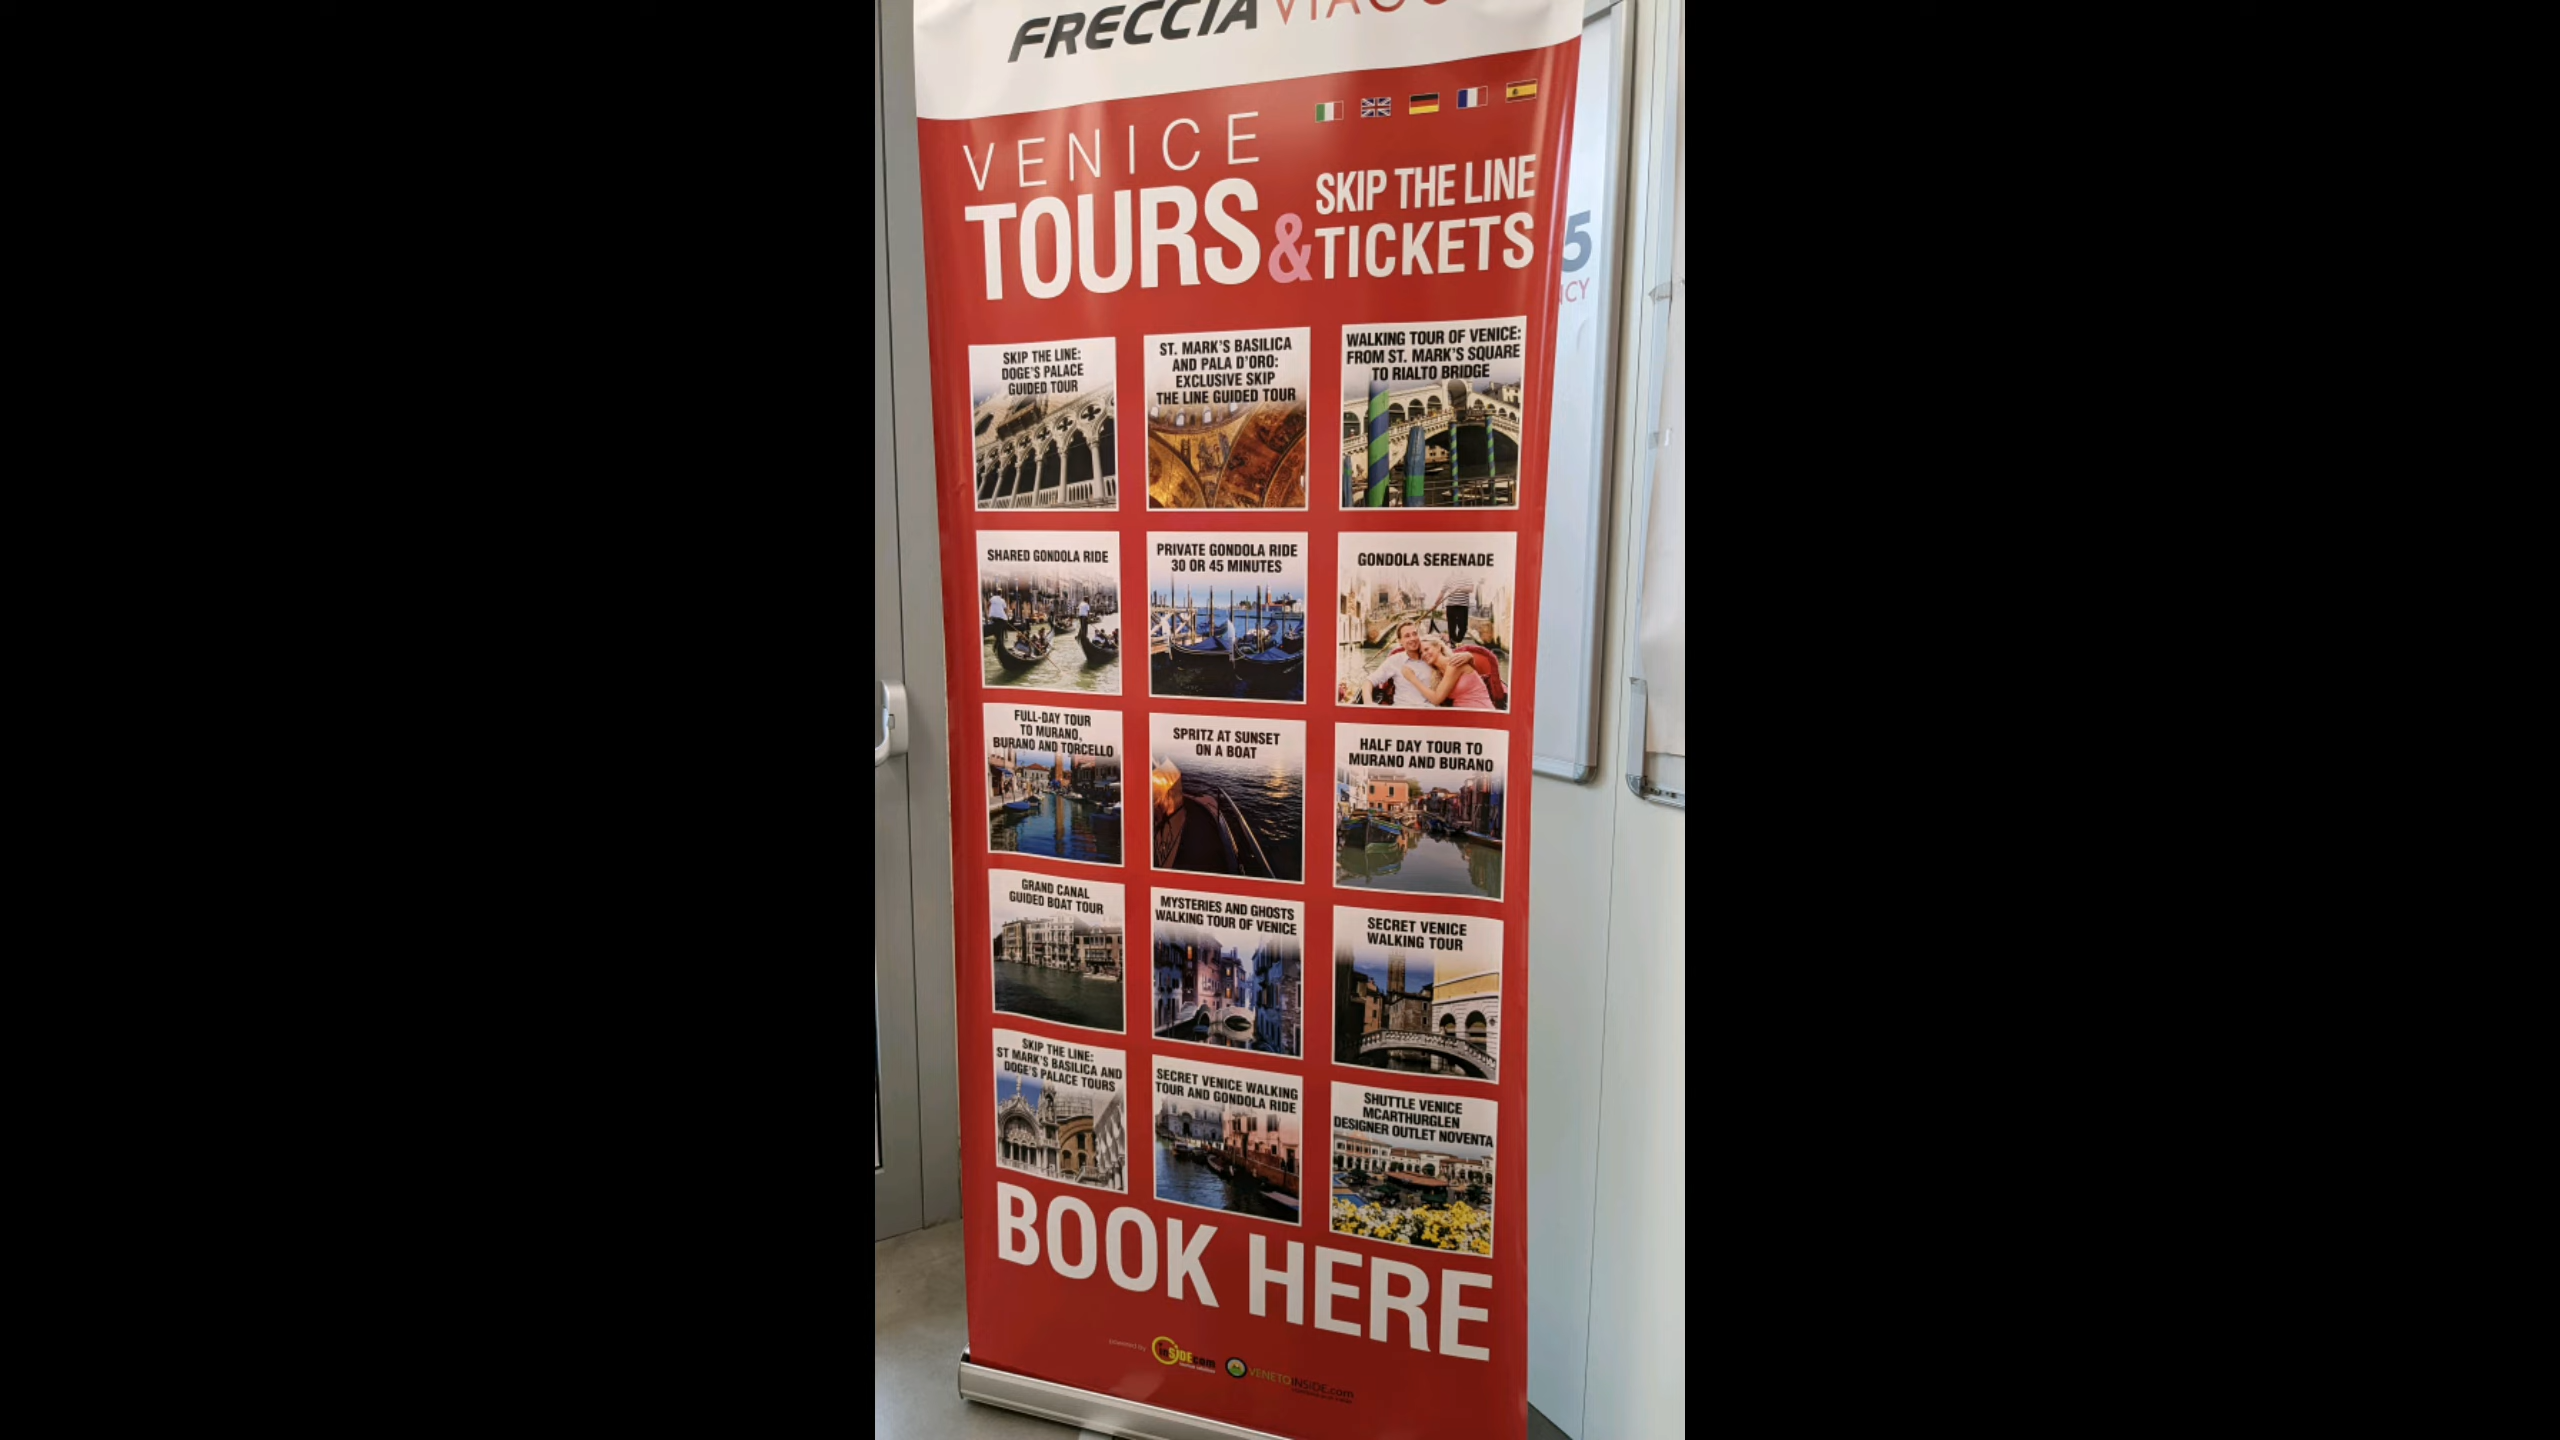 FRECCIA
VENICE
TOURS
&
SKIP THE LINE
TICKETS
5
SKIP THE LINE:
DOGE'S PALACE
GUIDED TOUR
ST. MARK'S BASILICA
AND PALA D'ORO:
EXCLUSIVE SKIP
THE LINE GUIDED TOUR
WALKING TOUR OF VENICE:
FROM ST. MARK'S SQUARE
TO RIALTO BRIDGE
SHARED GONDOLA RIDE
PRIVATE GONDOLA RIDE
30 OR 45 MINUTES
GONDOLA SERENADE
FULL-DAY TOUR
TO MURANO,
BURANO AND TORCELLO
SPRITZ AT SUNSET
ON A BOAT
HALF DAY TOUR TO
MURANO AND BURANO
GRAND CANAL
GUIDED BOAT TOUR
MYSTERIES AND GHOSTS
WALKING TOUR OF VENICE
SECRET VENICE
WALKING TOUR
SKIP THE LINE:
ST MARK'S BASILICA AND
DOGE'S PALACE TOURS
SECRET VENICE WALKING
TOUR AND GONDOLA RIDE
SHUTTLE VENICE
MCARTHURGLEN
DESIGNER OUTLET NOVENTA
BOOK HERE
powered by
inSIDEcom
VENETOINSIDE.com